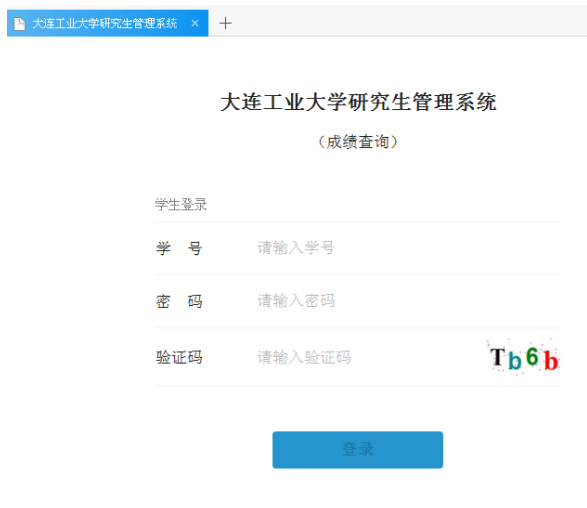 大连工业大学研究生管理系统 × +
大连工业大学研究生管理系统
（成绩查询）
学生登录
学 号 请输入学号
密 码 请输入密码
验证码 请输入验证码 Tb6b
登录